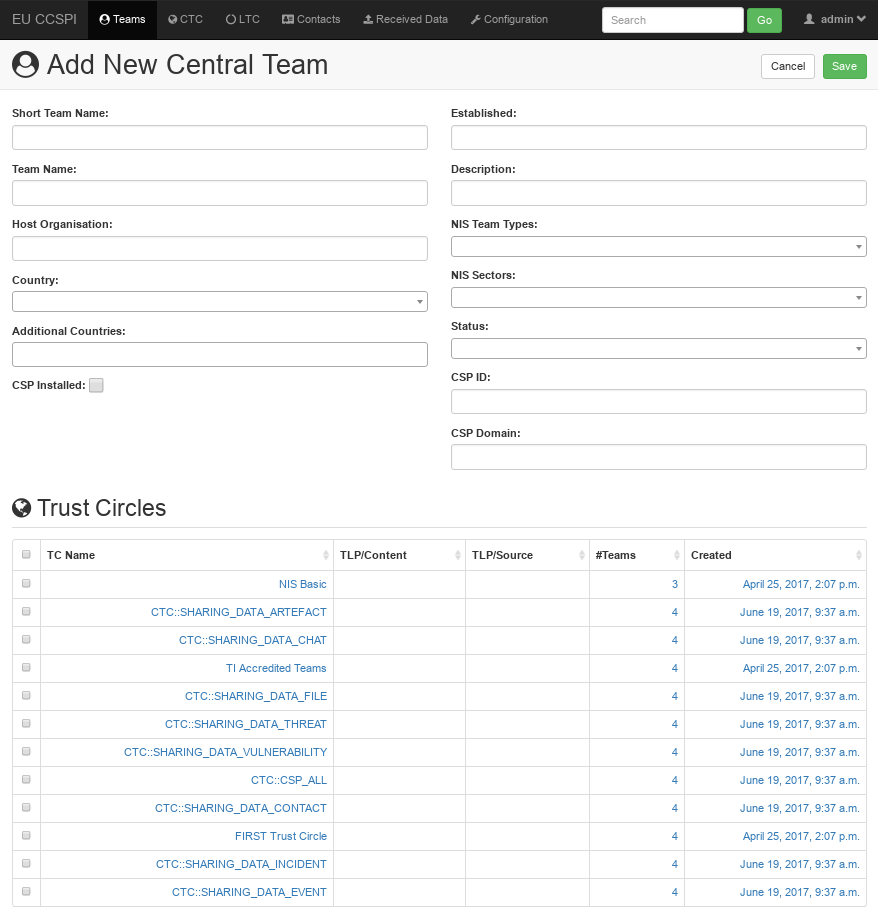 EU CCSPI Teams CTC LTC Contacts Received Data Configuration Search Go admin
Add New Central Team Cancel Save
Short Team Name:
Team Name:
Host Organisation:
Country:
Additional Countries:
CSP Installed:
Established:
Description:
NIS Team Types:
NIS Sectors:
Status:
CSP ID:
CSP Domain:
Trust Circles
TC Name TLP/Content TLP/Source #Teams Created
NIS Basic 3 April 25, 2017, 2:07 p.m.
CTC::SHARING_DATA_ARTEFACT 4 June 19, 2017, 9:37 a.m.
CTC::SHARING_DATA_CHAT 4 June 19, 2017, 9:37 a.m.
TI Accredited Teams 4 April 25, 2017, 2:07 p.m.
CTC::SHARING_DATA_FILE 4 June 19, 2017, 9:37 a.m.
CTC::SHARING_DATA_THREAT 4 June 19, 2017, 9:37 a.m.
CTC::SHARING_DATA_VULNERABILITY 4 June 19, 2017, 9:37 a.m.
CTC::CSP_ALL 4 June 19, 2017, 9:37 a.m.
CTC::SHARING_DATA_CONTACT 4 June 19, 2017, 9:37 a.m.
FIRST Trust Circle 4 April 25, 2017, 2:07 p.m.
CTC::SHARING_DATA_INCIDENT 4 June 19, 2017, 9:37 a.m.
CTC::SHARING_DATA_EVENT 4 June 19, 2017, 9:37 a.m.